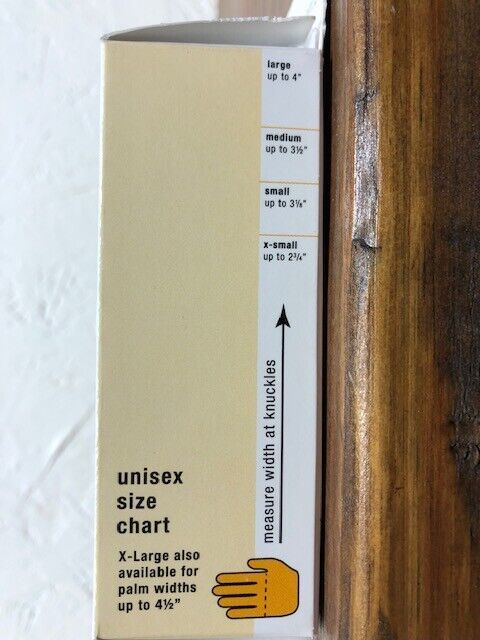 large
up to 4"
medium
up to 3½"
small
up to 3⅛"
x-small
up to 2¾"
measure width at knuckles
unisex
size
chart
X-Large also
available for
palm widths
up to 4½”